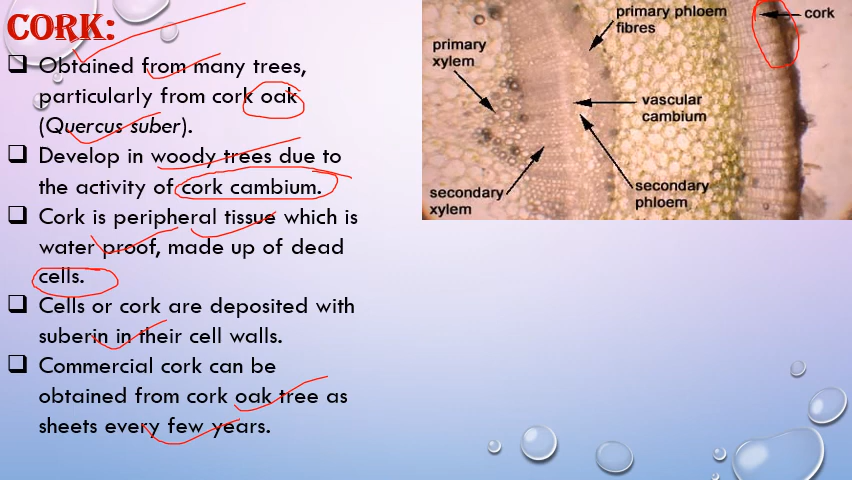 CORK:
❑ Obtained from many trees,
particularly from cork oak
(Quercus suber).
❑ Develop in woody trees due to
the activity of cork cambium.
❑ Cork is peripheral tissue which is
water proof, made up of dead
cells.
❑ Cells or cork are deposited with
suberin in their cell walls.
❑ Commercial cork can be
obtained from cork oak tree as
sheets every few years.
primary phloem
fibres
cork
primary
xylem
vascular
cambium
secondary
xylem
secondary
phloem